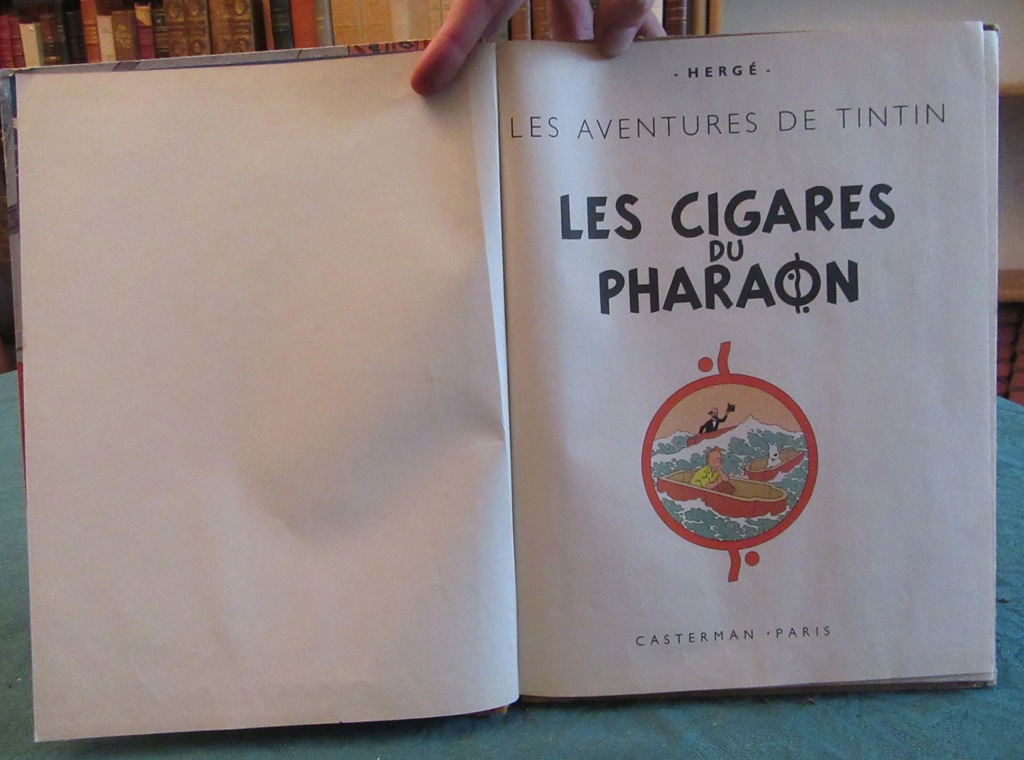 - HERGÉ -
LES AVENTURES DE TINTIN
LES CIGARES
DU
PHARAON
CASTERMAN · PARIS